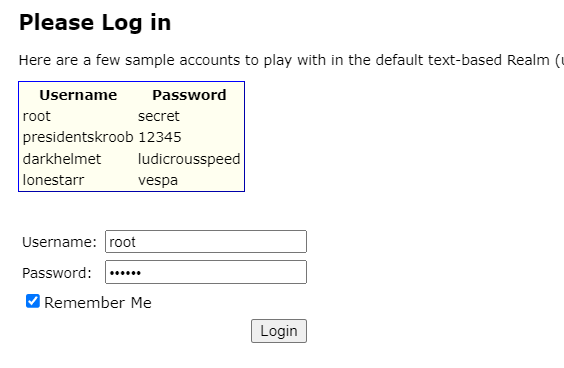 Please Log in
Here are a few sample accounts to play with in the default text-based Realm (
Username Password
root secret
presidentskroob 12345
darkhelmet ludicrousspeed
lonestarr vespa
Username: root
Password: ••••••
Remember Me
Login